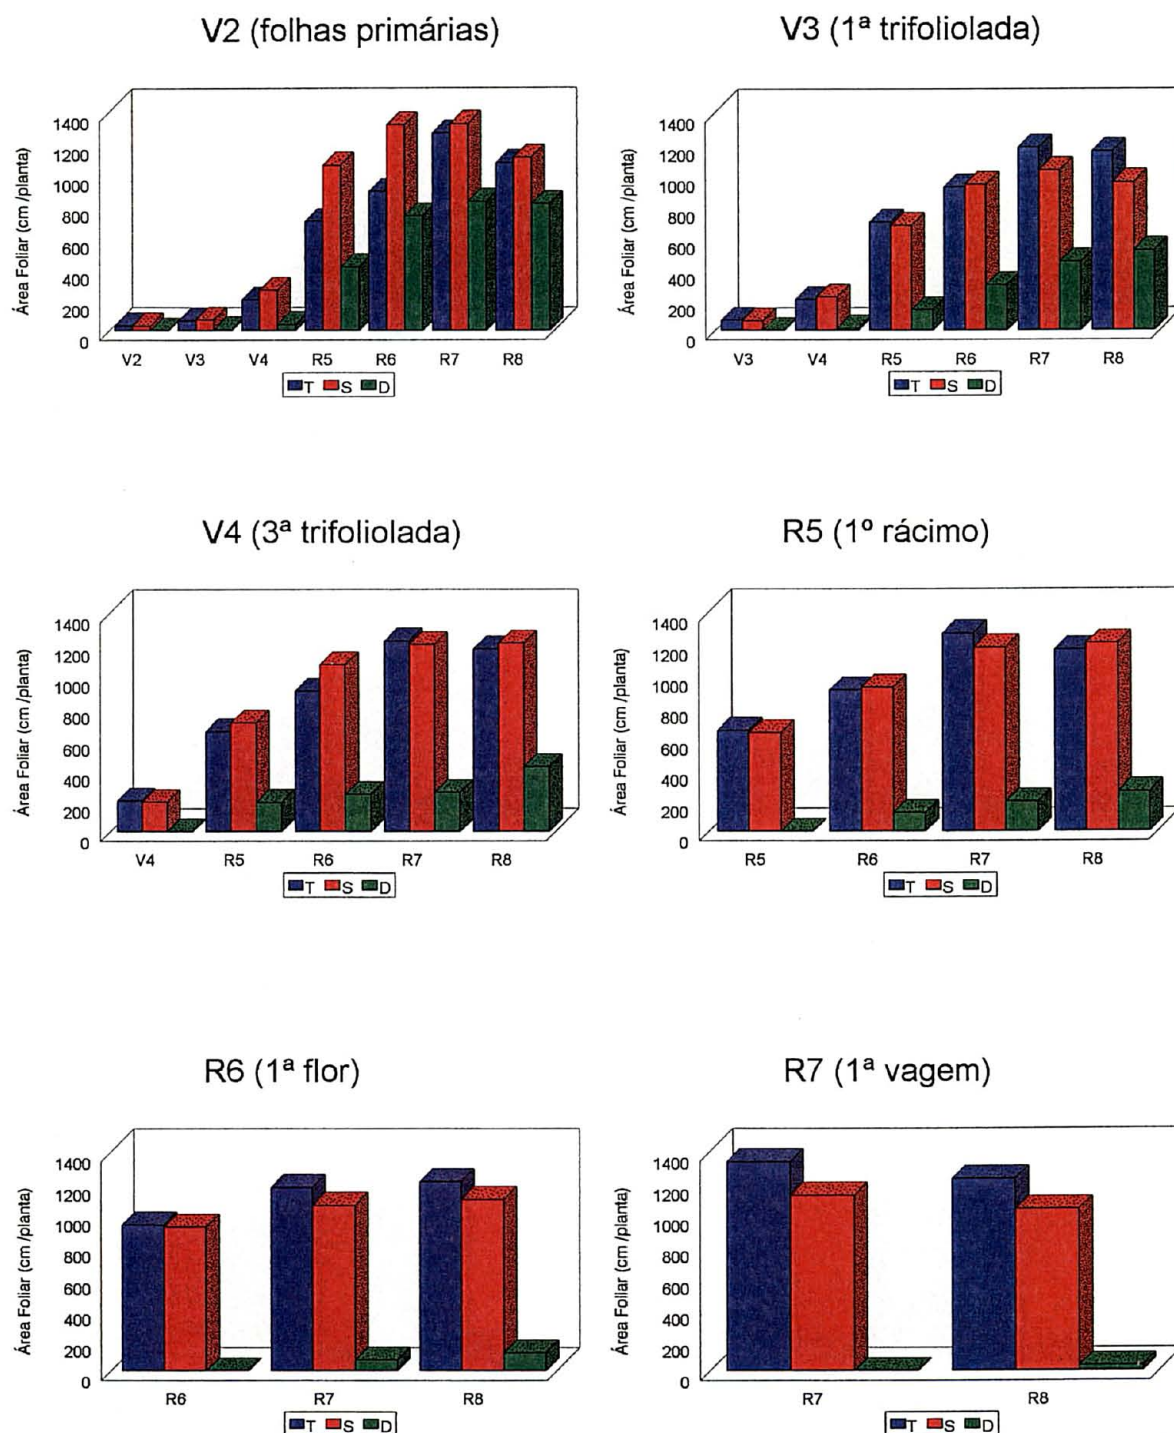 V2 (folhas primárias)
Área Foliar (cm /planta)
1400
1200
1000
800
600
400
200
0
V2 V3 V4 R5 R6 R7 R8
T S D
V3 (1ª trifoliolada)
Área Foliar (cm /planta)
1400
1200
1000
800
600
400
200
0
V3 V4 R5 R6 R7 R8
T S D
V4 (3ª trifoliolada)
Área Foliar (cm /planta)
1400
1200
1000
800
600
400
200
0
V4 R5 R6 R7 R8
T S D
R5 (1º rácimo)
Área Foliar (cm /planta)
1400
1200
1000
800
600
400
200
0
R5 R6 R7 R8
T S D
R6 (1ª flor)
Área Foliar (cm /planta)
1400
1200
1000
800
600
400
200
0
R6 R7 R8
T S D
R7 (1ª vagem)
Área Foliar (cm /planta)
1400
1200
1000
800
600
400
200
0
R7 R8
T S D